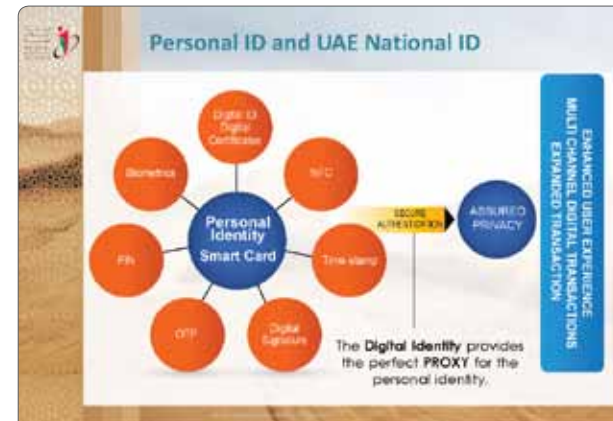 Personal ID and UAE National ID
Digital ID
Digital
Certificates
Biometrics
NFC
Personal
Identity
Smart Card
PIN
Time-stamp
OTP
Digital
Signature
SECURE
AUTHENTICATION
ASSURED
PRIVACY
The Digital Identity provides
the perfect PROXY for the
personal identity.
ENHANCED USER EXPERIENCE
MULTI CHANNEL DIGITAL TRANSACTIONS
EXPANDED TRANSACTION